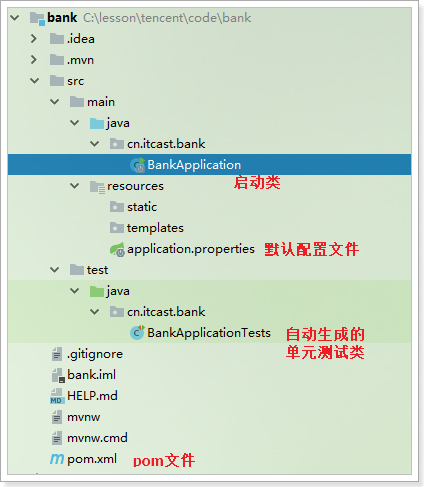 bank C:\lesson\tencent\code\bank
.idea
.mvn
src
main
java
cn.itcast.bank
BankApplication
启动类
resources
static
templates
application.properties 默认配置文件
test
java
cn.itcast.bank
BankApplicationTests 自动生成的
单元测试类
.gitignore
bank.iml
HELP.md
mvnw
mvnw.cmd
pom.xml pom文件